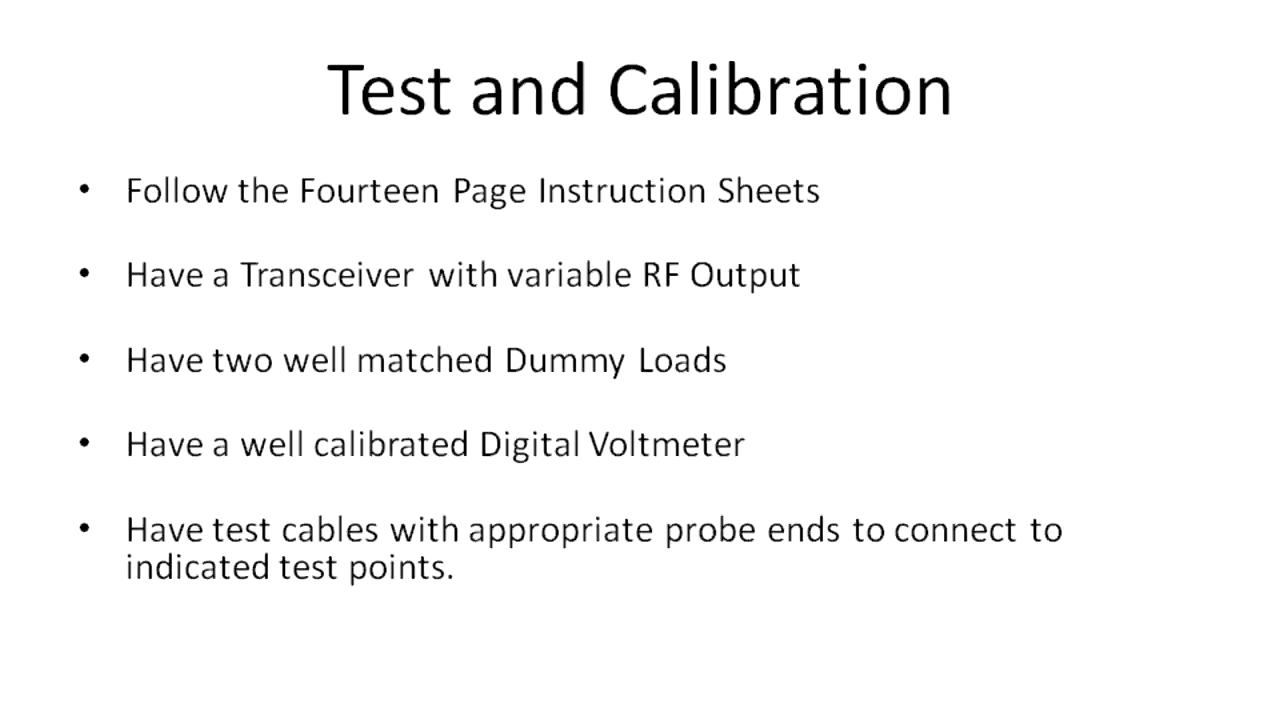 Test and Calibration
• Follow the Fourteen Page Instruction Sheets
• Have a Transceiver with variable RF Output
• Have two well matched Dummy Loads
• Have a well calibrated Digital Voltmeter
• Have test cables with appropriate probe ends to connect to
indicated test points.